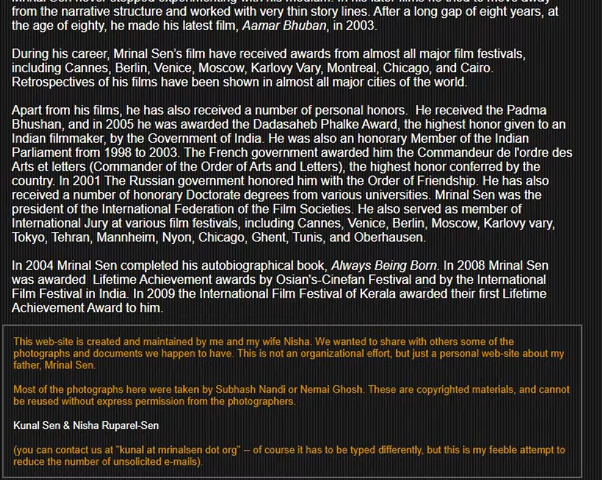 Mrinal Sen never stopped experimenting with his medium. In his later films he tried to move away
from the narrative structure and worked with very thin story lines. After a long gap of eight years, at
the age of eighty, he made his latest film, Aamar Bhuban, in 2003.
During his career, Mrinal Sen's film have received awards from almost all major film festivals,
including Cannes, Berlin, Venice, Moscow, Karlovy Vary, Montreal, Chicago, and Cairo.
Retrospectives of his films have been shown in almost all major cities of the world.
Apart from his films, he has also received a number of personal honors. He received the Padma
Bhushan, and in 2005 he was awarded the Dadasaheb Phalke Award, the highest honor given to an
Indian filmmaker, by the Government of India. He was also an honorary Member of the Indian
Parliament from 1998 to 2003. The French government awarded him the Commandeur de l'ordre des
Arts et letters (Commander of the Order of Arts and Letters), the highest honor conferred by the
country. In 2001 The Russian government honored him with the Order of Friendship. He has also
received a number of honorary Doctorate degrees from various universities. Mrinal Sen was the
president of the International Federation of the Film Societies. He also served as member of
International Jury at various film festivals, including Cannes, Venice, Berlin, Moscow, Karlovy vary,
Tokyo, Tehran, Mannheim, Nyon, Chicago, Ghent, Tunis, and Oberhausen.
In 2004 Mrinal Sen completed his autobiographical book, Always Being Born. In 2008 Mrinal Sen
was awarded Lifetime Achievement awards by Osian's-Cinefan Festival and by the International
Film Festival in India. In 2009 the International Film Festival of Kerala awarded their first Lifetime
Achievement Award to him.
This web-site is created and maintained by me and my wife Nisha. We wanted to share with others some of the
photographs and documents we happen to have. This is not an organizational effort, but just a personal web-site about my
father, Mrinal Sen.
Most of the photographs here were taken by Subhash Nandi or Nemai Ghosh. These are copyrighted materials, and cannot
be reused without express permission from the photographers.
Kunal Sen & Nisha Ruparel-Sen
(you can contact us at "kunal at mrinalsen dot org" -- of course it has to be typed differently, but this is my feeble attempt to
reduce the number of unsolicited e-mails).